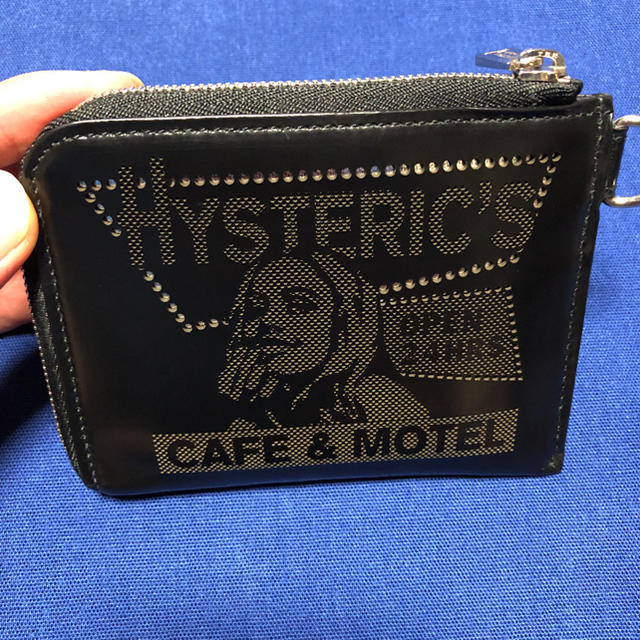 HYSTERIC'S
OPEN
24HRS
CAFE & MOTEL